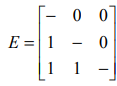 E = [ − 0 0
1 − 0
1 1 − ]